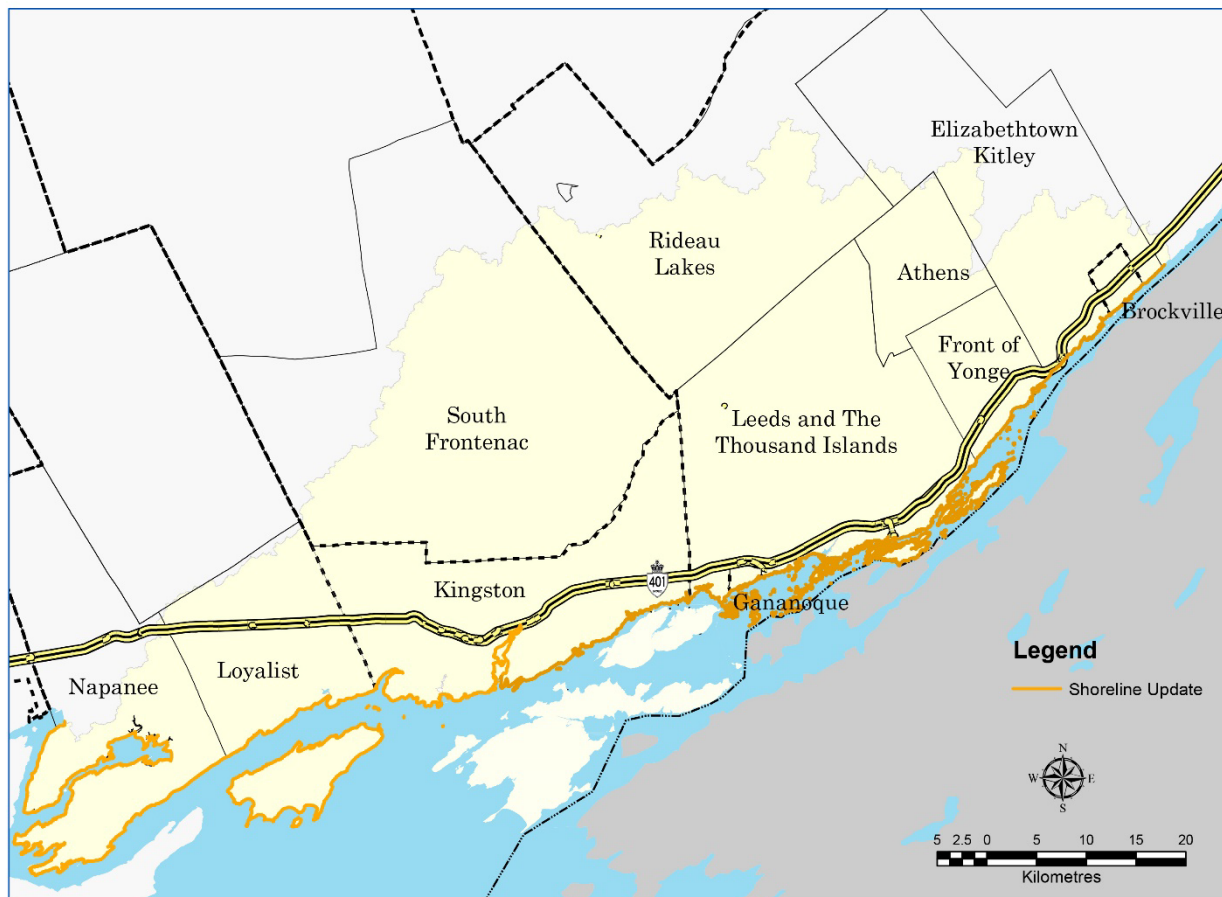 Elizabethtown
Kitley
Rideau
Lakes
Athens
Brockville
Front of
Yonge
South
Frontenac
Leeds and The
Thousand Islands
401
Kingston
Gananoque
Loyalist
Napanee
Legend
Shoreline Update
N
W E
S
5 2.5 0 5 10 15 20
Kilometres